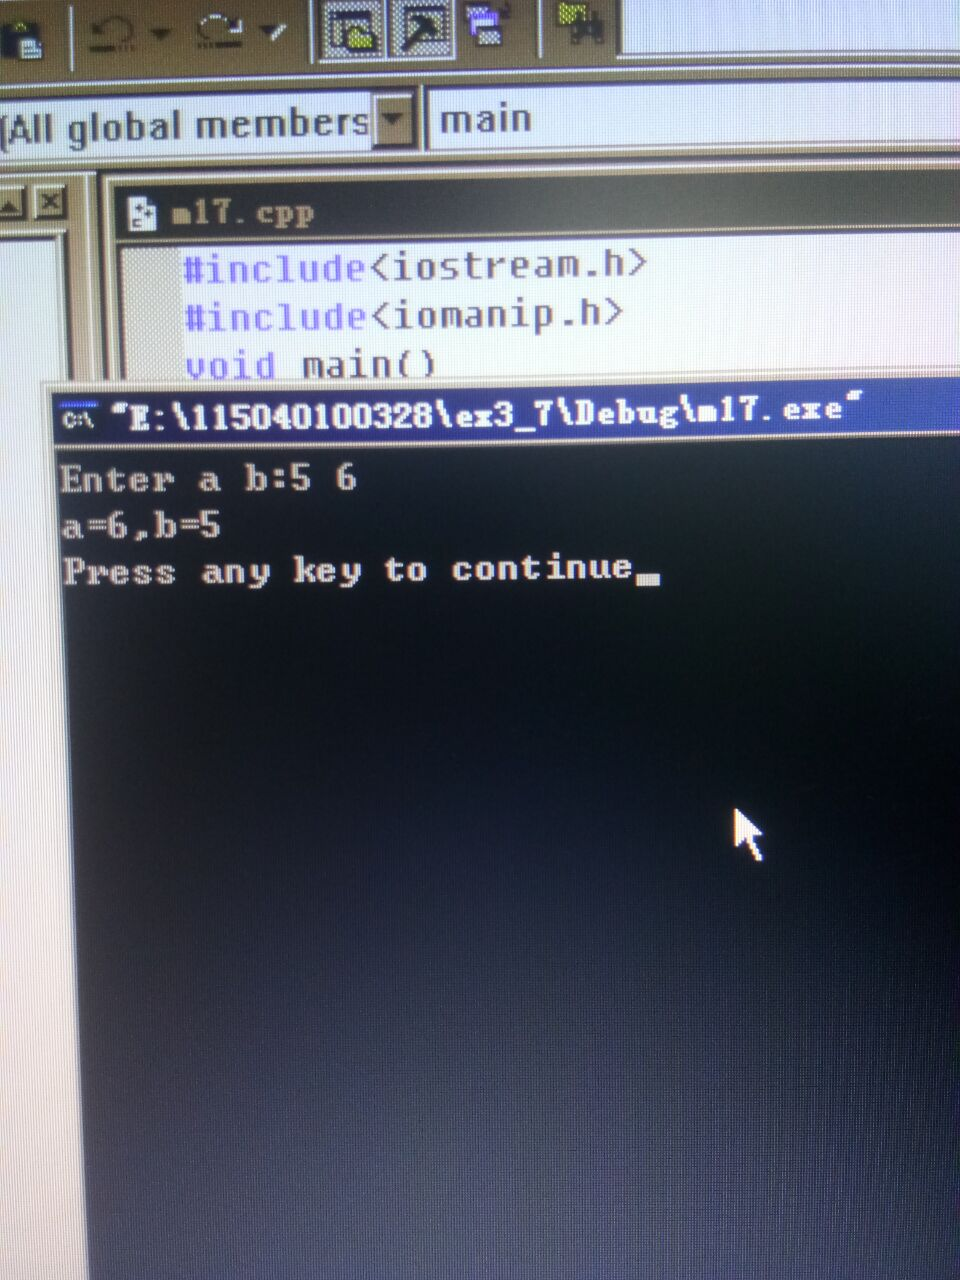 (All global members
main
m17.cpp
#include<iostream.h>
#include<iomanip.h>
void main()
"E:\115040100328\ex3_7\Debug\m17.exe"
Enter a b:5 6
a=6,b=5
Press any key to continue_